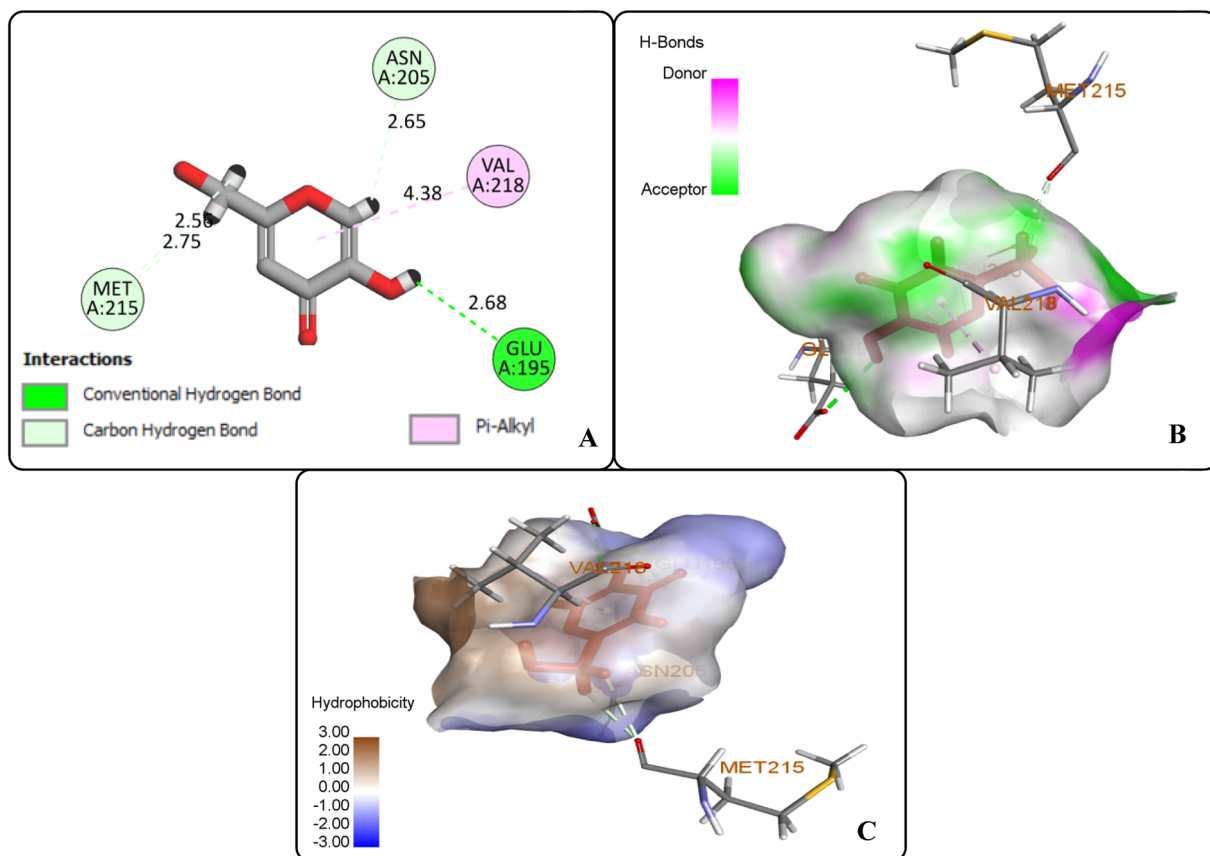 ASN
A:205
2.65
VAL
A:218
4.38
2.56
2.75
MET
A:215
2.68
GLU
A:195
Interactions
Conventional Hydrogen Bond
Carbon Hydrogen Bond
Pi-Alkyl
A
H-Bonds
Donor
Acceptor
MET215
VAL218
B
VAL218
GLU195
ASN205
Hydrophobicity
3.00
2.00
1.00
0.00
-1.00
-2.00
-3.00
MET215
C